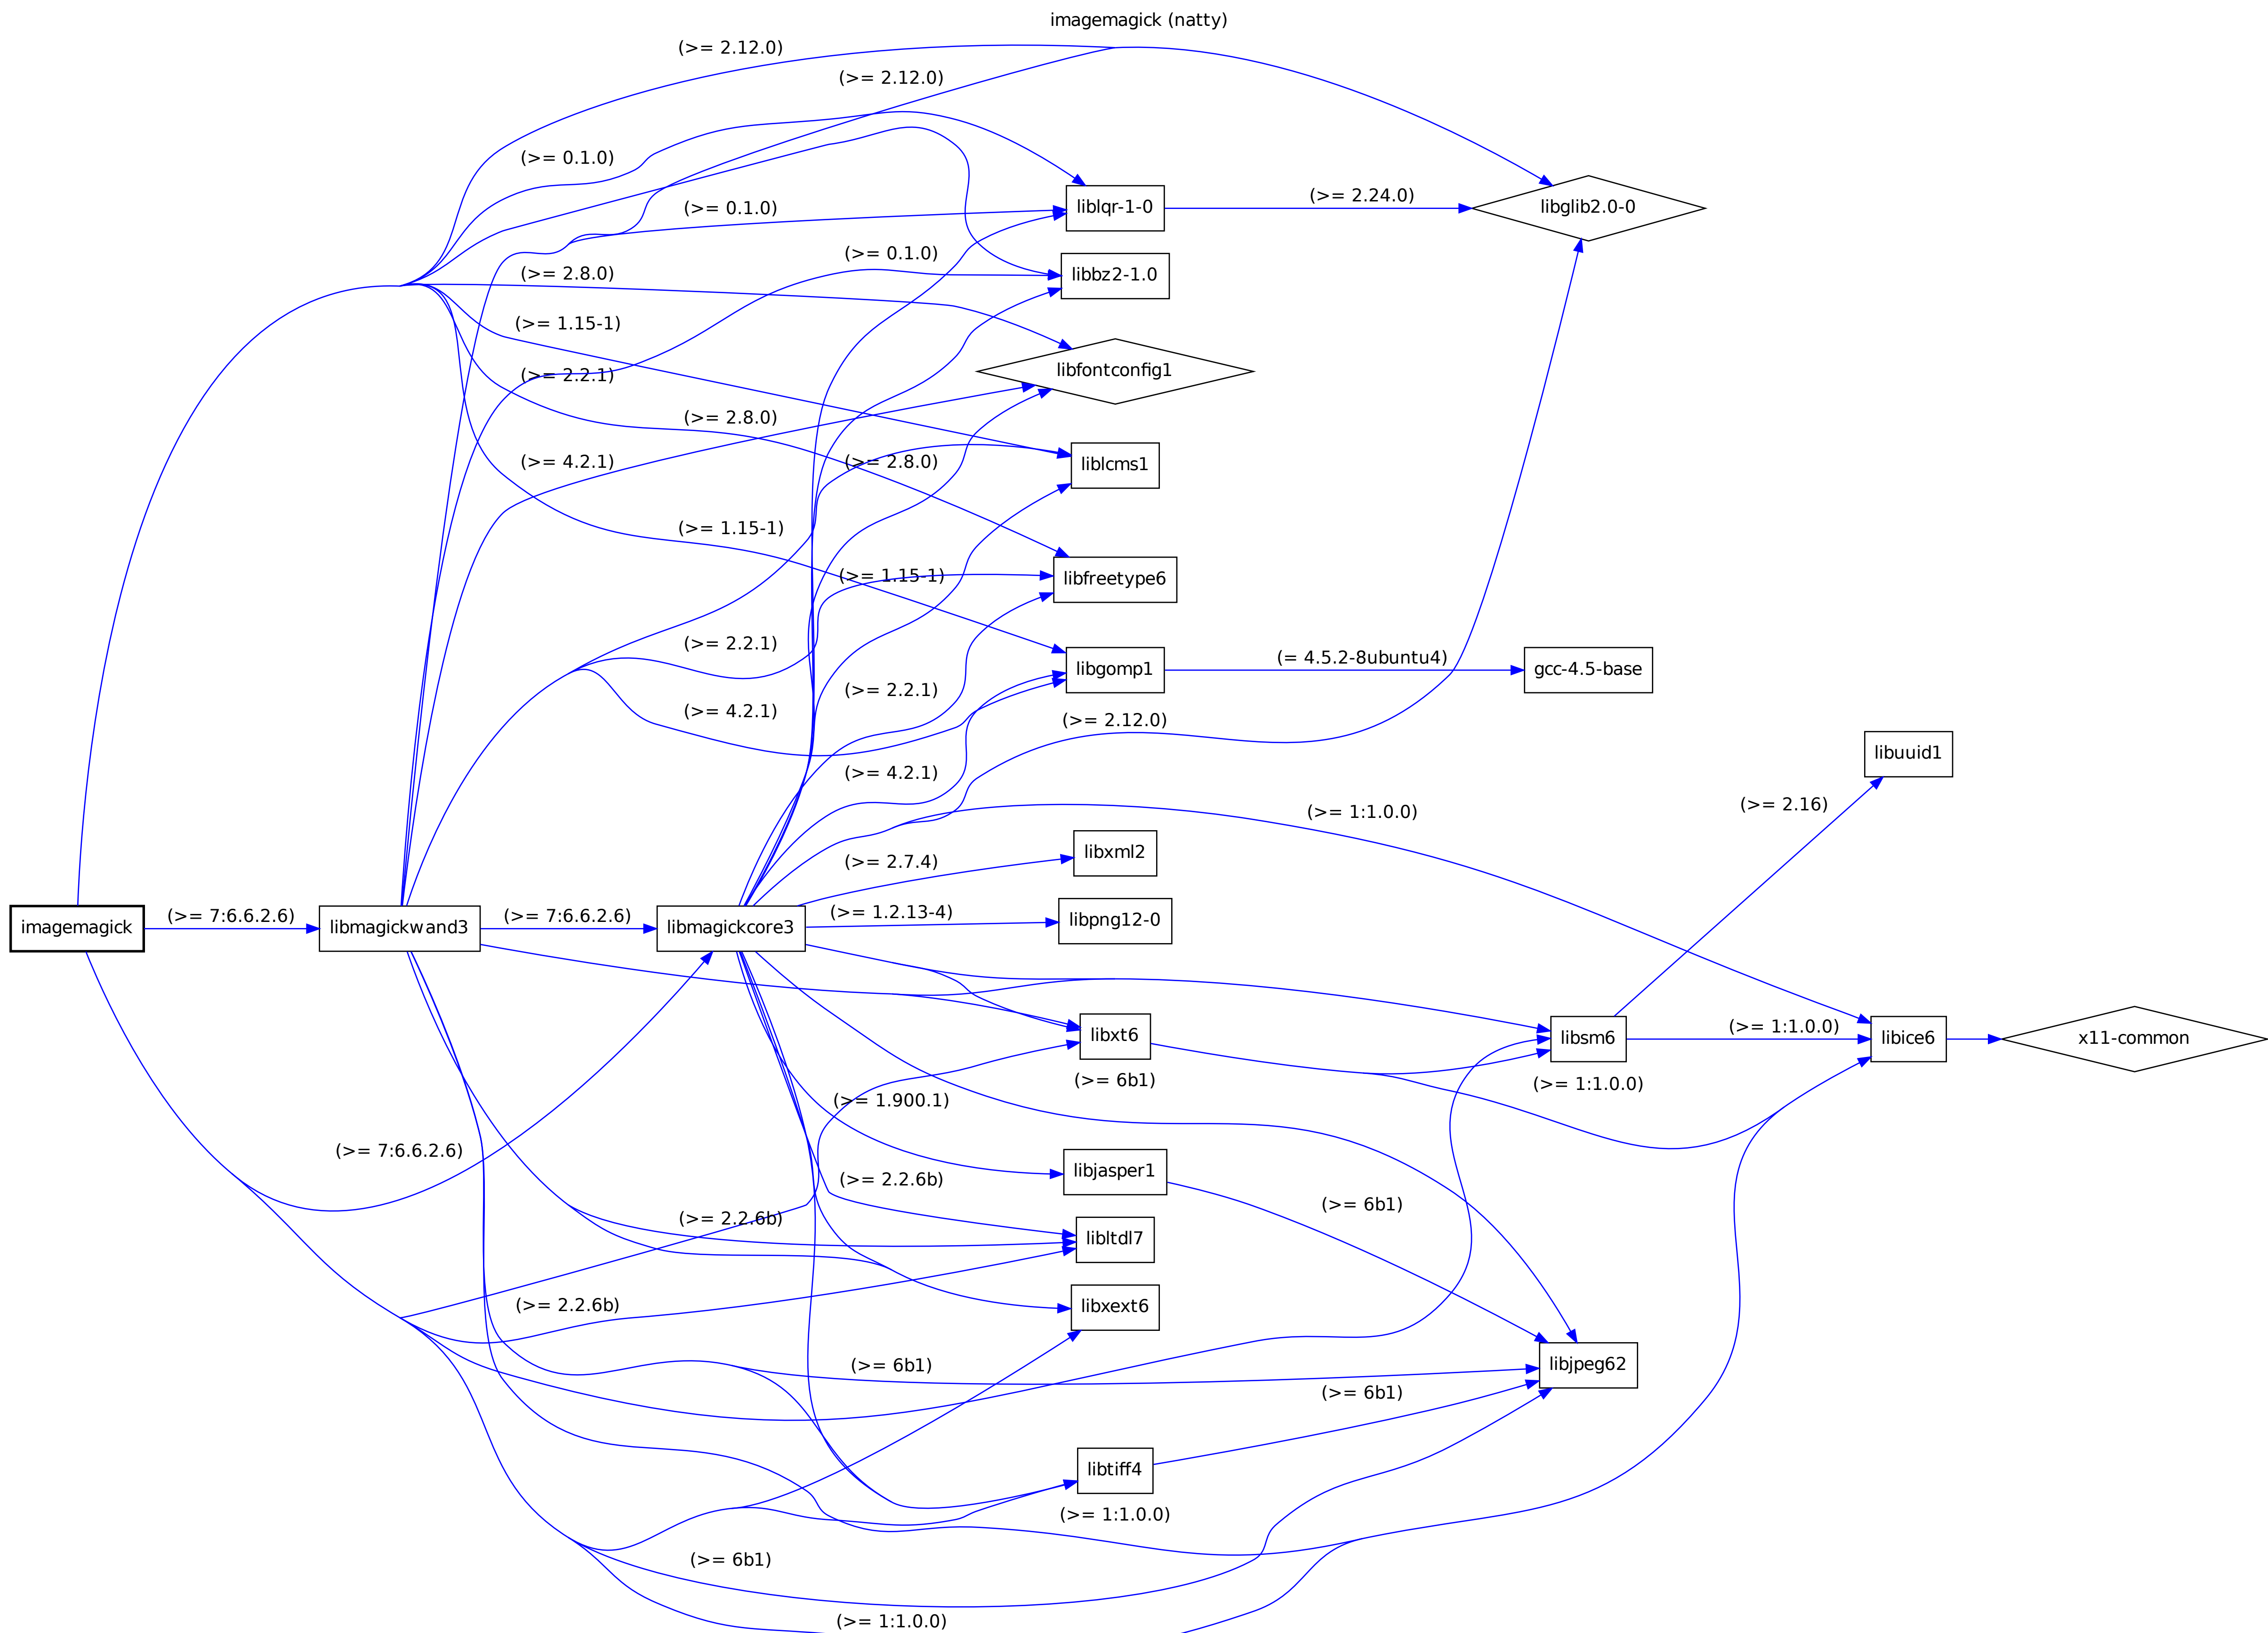 imagemagick (natty)
(>= 2.12.0)
(>= 2.12.0)
(>= 0.1.0)
(>= 0.1.0)
(>= 2.24.0)
liblqr-1-0
libglib2.0-0
(>= 0.1.0)
(>= 2.8.0)
libbz2-1.0
(>= 1.15-1)
(>= 2.2.1)
libfontconfig1
(>= 2.8.0)
(>= 4.2.1)
(>= 2.8.0)
liblcms1
(>= 1.15-1)
(>= 1.15-1)
libfreetype6
(>= 2.2.1)
(= 4.5.2-8ubuntu4)
libgomp1
gcc-4.5-base
(>= 2.2.1)
(>= 4.2.1)
(>= 2.12.0)
libuuid1
(>= 4.2.1)
(>= 2.16)
(>= 1:1.0.0)
libxml2
(>= 2.7.4)
(>= 1.2.13-4)
libpng12-0
(>= 7:6.6.2.6)
(>= 7:6.6.2.6)
imagemagick
libmagickwand3
libmagickcore3
(>= 1:1.0.0)
libxt6
libsm6
libice6
x11-common
(>= 6b1)
(>= 1:1.0.0)
(>= 1.900.1)
(>= 7:6.6.2.6)
libjasper1
(>= 2.2.6b)
(>= 6b1)
(>= 2.2.6b)
libltdl7
(>= 2.2.6b)
libxext6
(>= 6b1)
libjpeg62
(>= 6b1)
libtiff4
(>= 1:1.0.0)
(>= 6b1)
(>= 1:1.0.0)